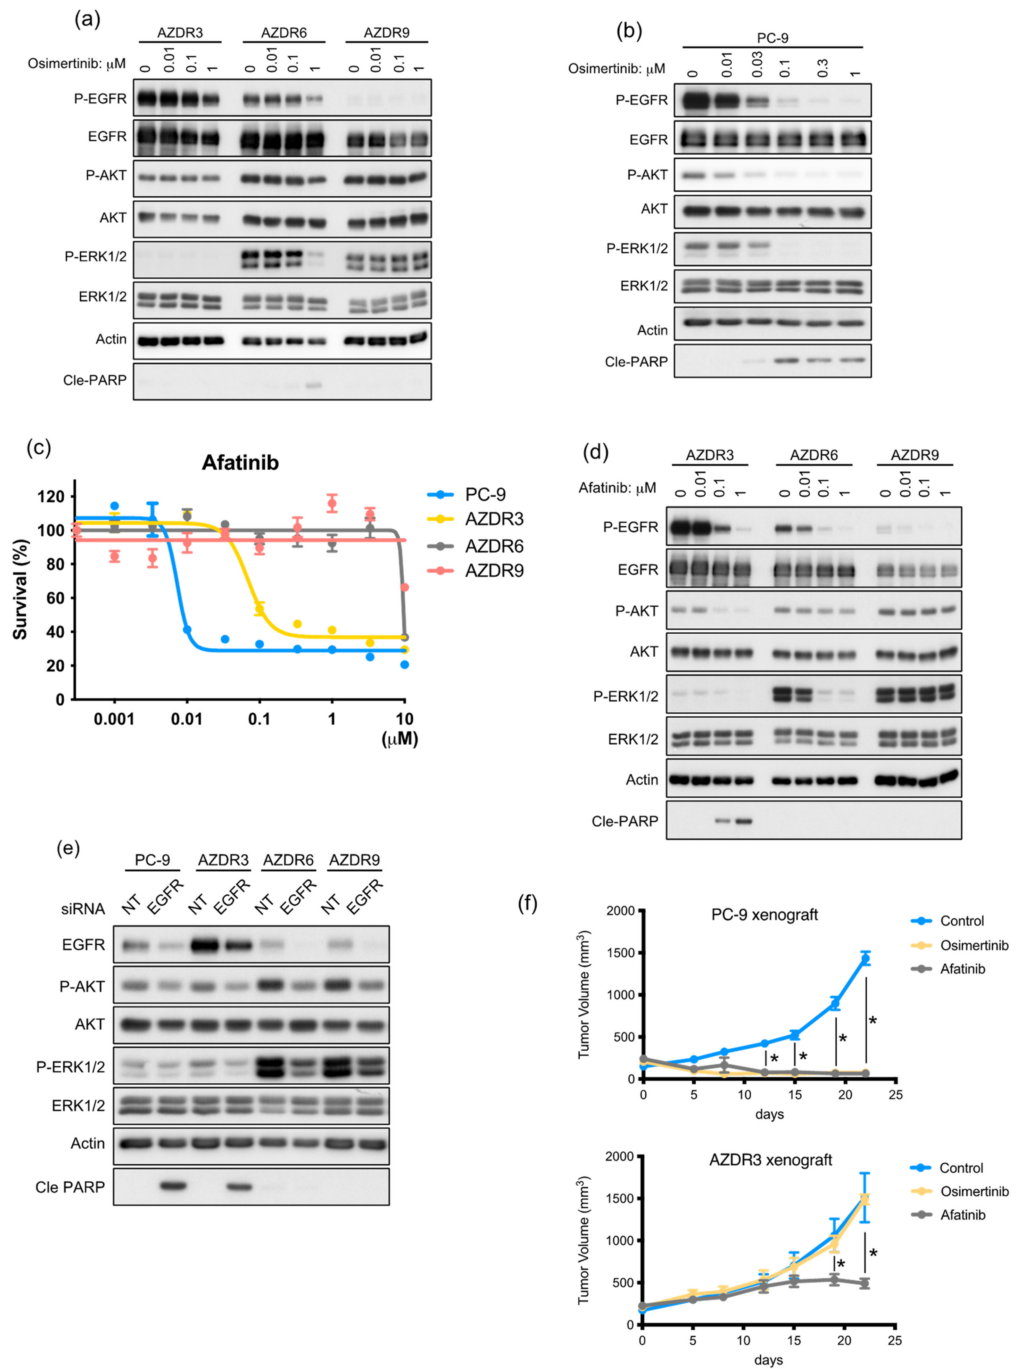 (a)
AZDR3 AZDR6 AZDR9
Osimertinib: μM 0 0.01 0.1 1 0 0.01 0.1 1 0 0.01 0.1 1
P-EGFR
EGFR
P-AKT
AKT
P-ERK1/2
ERK1/2
Actin
Cle-PARP
(b)
PC-9
Osimertinib: μM 0 0.01 0.03 0.1 0.3 1
P-EGFR
EGFR
P-AKT
AKT
P-ERK1/2
ERK1/2
Actin
Cle-PARP
(c)
Afatinib
Survival (%)
120
100
80
60
40
20
0
0.001 0.01 0.1 1 10
(μM)
PC-9
AZDR3
AZDR6
AZDR9
(d)
AZDR3 AZDR6 AZDR9
Afatinib: μM 0 0.01 0.1 1 0 0.01 0.1 1 0 0.01 0.1 1
P-EGFR
EGFR
P-AKT
AKT
P-ERK1/2
ERK1/2
Actin
Cle-PARP
(e)
PC-9 AZDR3 AZDR6 AZDR9
siRNA NT EGFR NT EGFR NT EGFR NT EGFR
EGFR
P-AKT
AKT
P-ERK1/2
ERK1/2
Actin
Cle PARP
(f)
PC-9 xenograft
Tumor Volume (mm³)
2000
1500
1000
500
0
0 5 10 15 20 25
days
* * * *
Control
Osimertinib
Afatinib
AZDR3 xenograft
Tumor Volume (mm³)
2000
1500
1000
500
0
0 5 10 15 20 25
days
* *
Control
Osimertinib
Afatinib